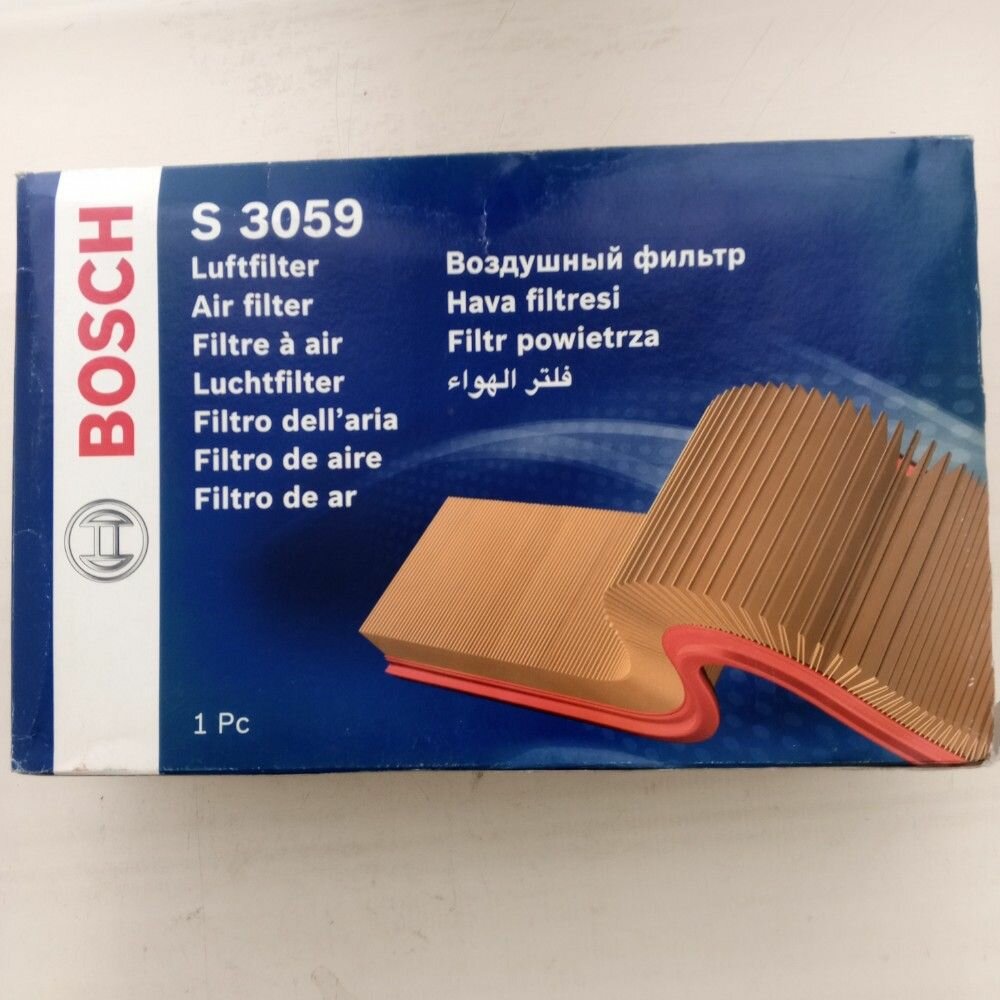 BOSCH
S 3059
Luftfilter
Air filter
Filtre à air
Luchtfilter
Filtro dell'aria
Filtro de aire
Filtro de ar
Воздушный фильтр
Hava filtresi
Filtr powietrza
فلتر الهواء
1 Pc